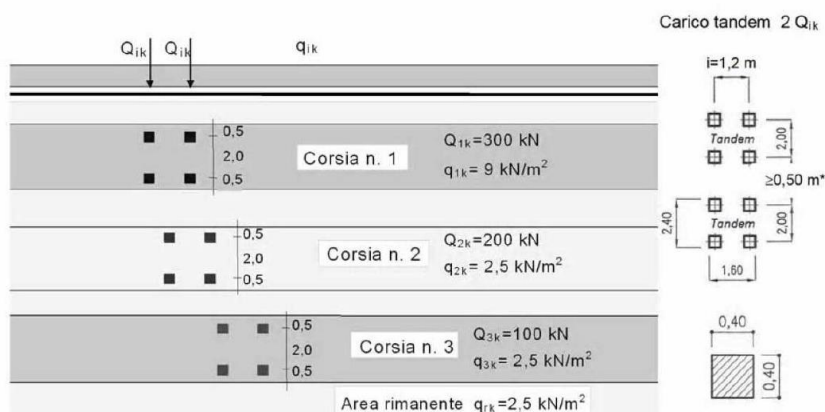 Carico tandem 2 Qik
Qik Qik qik
i=1,2 m
0,5
2,0
0,5
Corsia n. 1
Q1k=300 kN
q1k= 9 kN/m²
Tandem
2,00
≥0,50 m*
0,5
2,0
0,5
Corsia n. 2
Q2k=200 kN
q2k= 2,5 kN/m²
2,40
Tandem
2,00
1,60
0,5
2,0
0,5
Corsia n. 3
Q3k=100 kN
q3k= 2,5 kN/m²
0,40
0,40
Area rimanente qrk=2,5 kN/m²